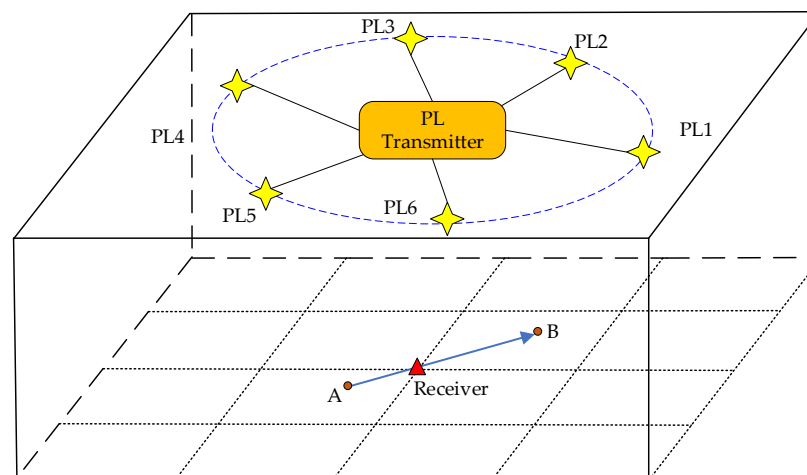 PL3
PL2
PL
Transmitter
PL1
PL4
PL5
PL6
B
A
Receiver